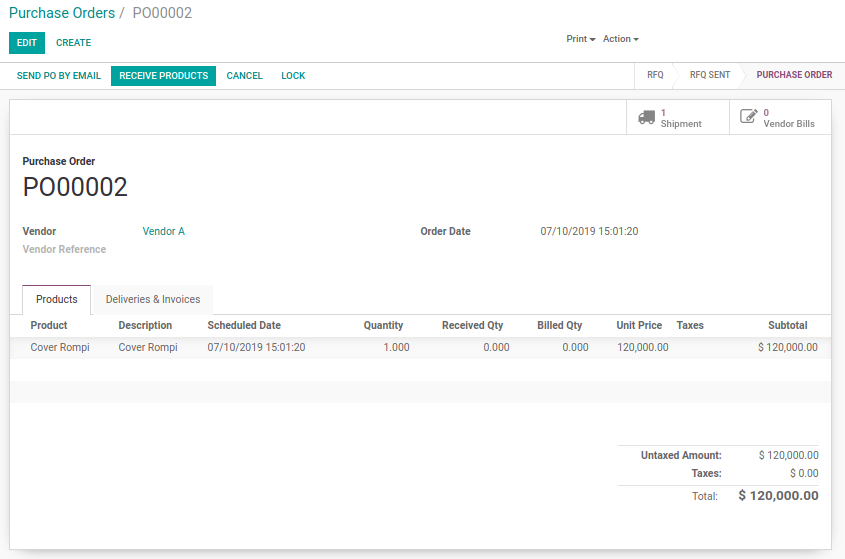 Purchase Orders / PO00002
EDIT CREATE Print Action
SEND PO BY EMAIL RECEIVE PRODUCTS CANCEL LOCK RFQ RFQ SENT PURCHASE ORDER
1 Shipment
0 Vendor Bills
Purchase Order
PO00002
Vendor Vendor A Order Date 07/10/2019 15:01:20
Vendor Reference
Products Deliveries & Invoices
Product Description Scheduled Date Quantity Received Qty Billed Qty Unit Price Taxes Subtotal
Cover Rompi Cover Rompi 07/10/2019 15:01:20 1.000 0.000 0.000 120,000.00 $ 120,000.00
Untaxed Amount: $ 120,000.00
Taxes: $ 0.00
Total: $ 120,000.00